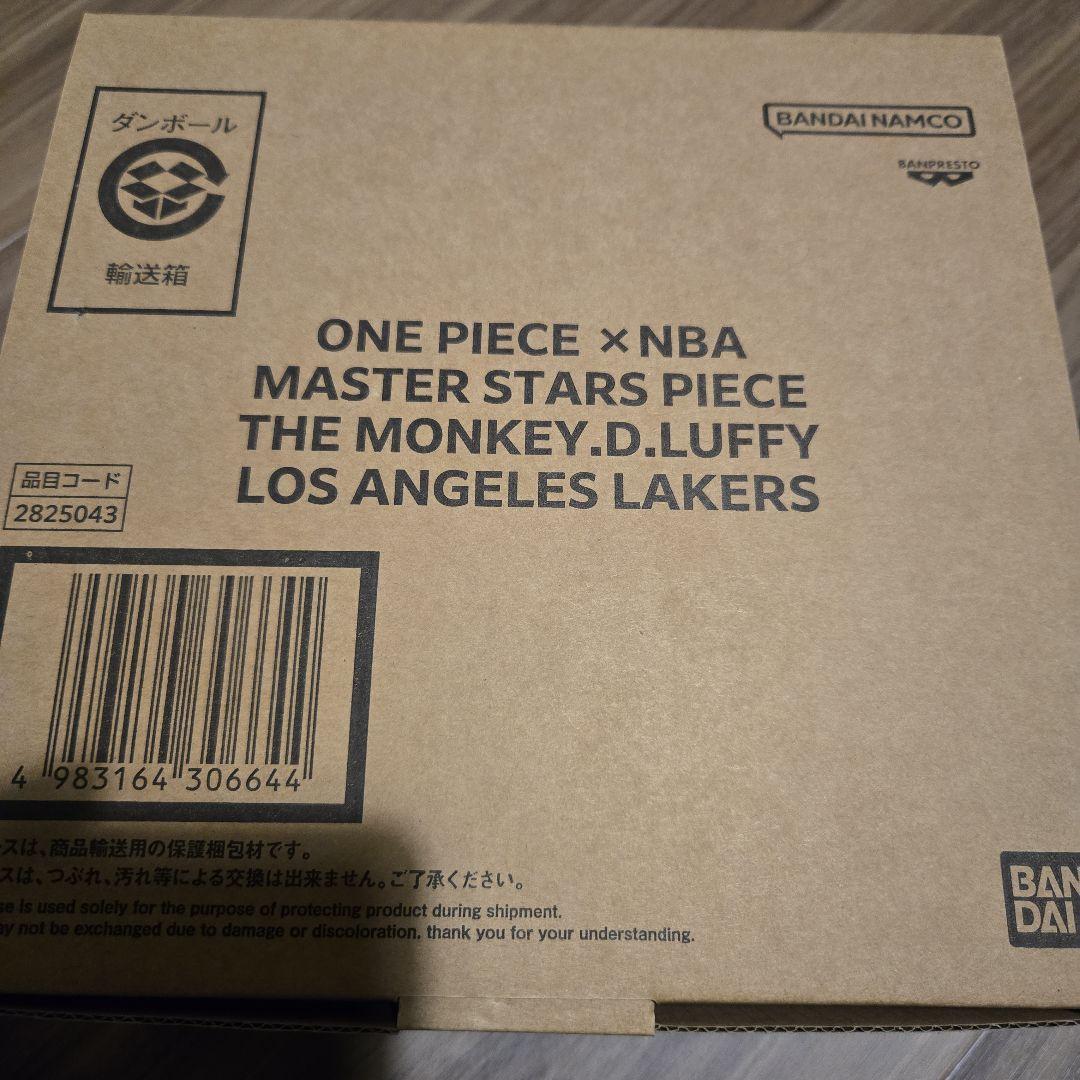 ダンボール
輸送箱
BANDAI NAMCO
BANPRESTO
ONE PIECE ×NBA
MASTER STARS PIECE
THE MONKEY.D.LUFFY
LOS ANGELES LAKERS
品目コード
2825043
4 983164 306644
スは、商品輸送用の保護梱包材です。
スは、つぶれ、汚れ等による交換は出来ません。ご了承ください。
is used solely for the purpose of protecting product during shipment.
not be exchanged due to damage or discoloration. thank you for your understanding.
BAN
DAI